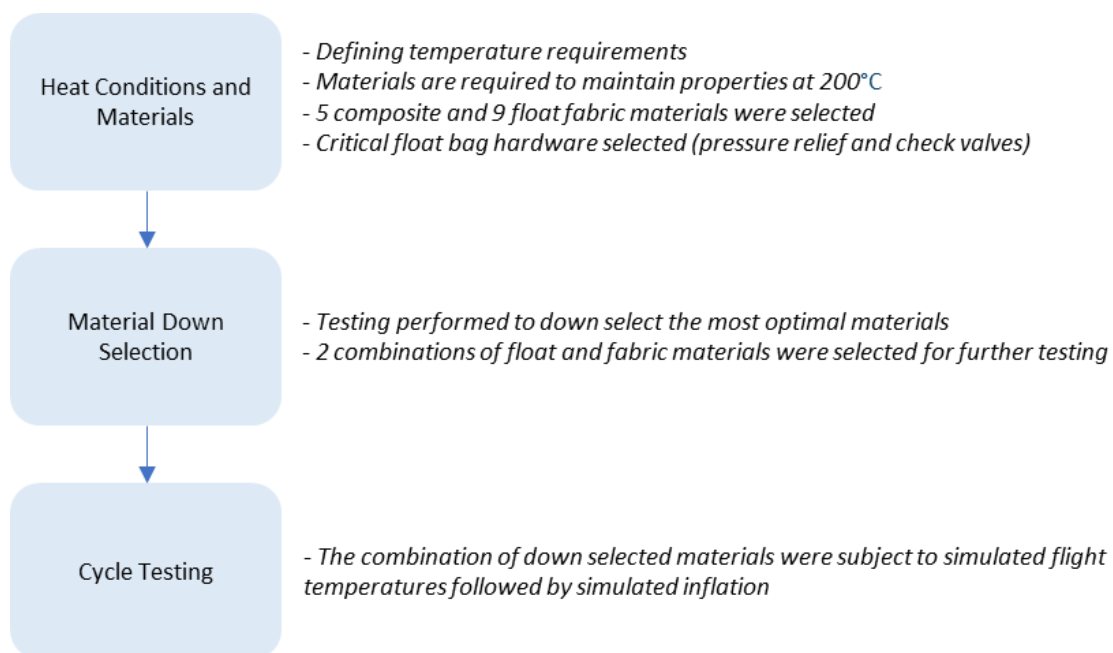 Heat Conditions and
Materials
- Defining temperature requirements
- Materials are required to maintain properties at 200°C
- 5 composite and 9 float fabric materials were selected
- Critical float bag hardware selected (pressure relief and check valves)
Material Down
Selection
- Testing performed to down select the most optimal materials
- 2 combinations of float and fabric materials were selected for further testing
Cycle Testing
- The combination of down selected materials were subject to simulated flight
temperatures followed by simulated inflation